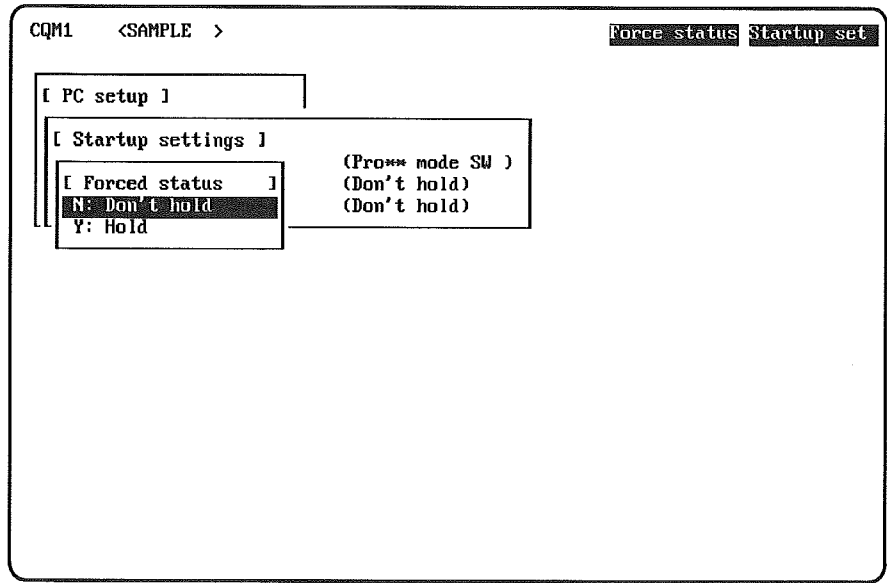 CQM1 <SAMPLE > Force status Startup set
[ PC setup ]
[ Startup settings ]
(Pro** mode SW )
[ Forced status ] (Don't hold)
N: Don't hold (Don't hold)
Y: Hold